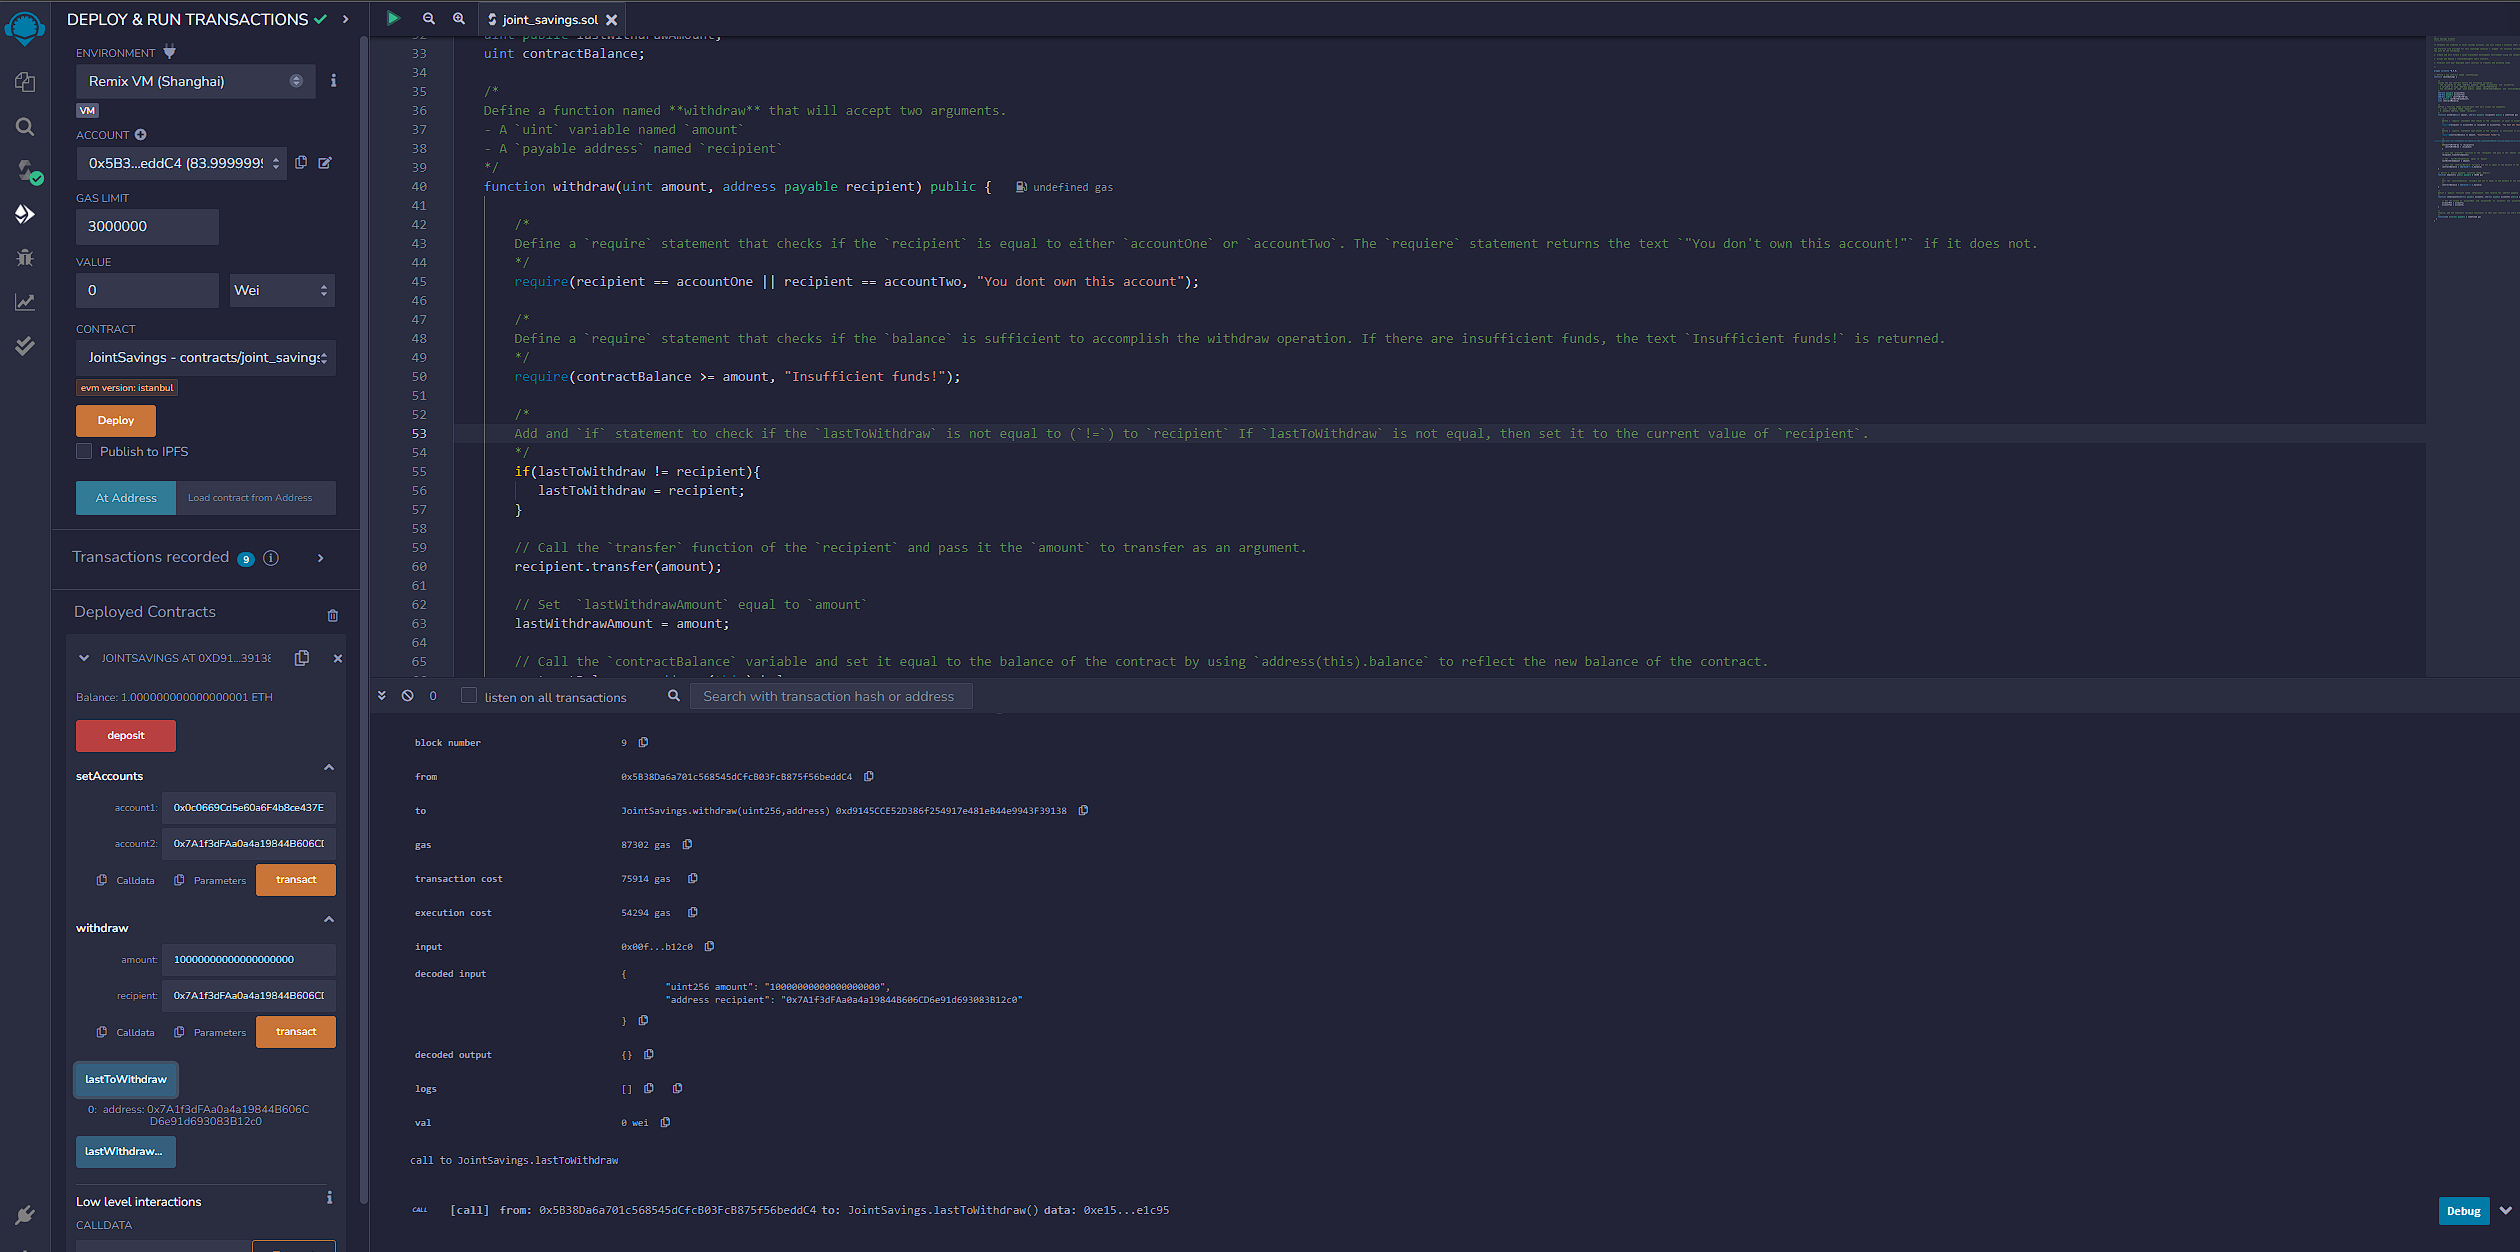 DEPLOY & RUN TRANSACTIONS
ENVIRONMENT
Remix VM (Shanghai)
VM
ACCOUNT
0x5B3...eddC4 (83.9999999
GAS LIMIT
3000000
VALUE
0 Wei
CONTRACT
JointSavings - contracts/joint_savings
evm version: istanbul
Deploy
Publish to IPFS
At Address Load contract from Address
Transactions recorded 9
Deployed Contracts
JOINTSAVINGS AT 0XD91...39138
Balance: 1.000000000000000001 ETH
deposit
setAccounts
account1: 0x0c0669Cd5e60a6F4b8ce437E
account2: 0x7A1f3dFAa0a4a19844B606CD
Calldata Parameters transact
withdraw
amount: 10000000000000000000
recipient: 0x7A1f3dFAa0a4a19844B606CD
Calldata Parameters transact
lastToWithdraw
0: address: 0x7A1f3dFAa0a4a19844B606C
D6e91d693083B12c0
lastWithdraw...
Low level interactions
CALLDATA
joint_savings.sol
32 uint public lastWithdrawAmount;
33 uint contractBalance;
34
35 /*
36 Define a function named **withdraw** that will accept two arguments.
37 - A `uint` variable named `amount`
38 - A `payable address` named `recipient`
39 */
40 function withdraw(uint amount, address payable recipient) public { undefined gas
41
42 /*
43 Define a `require` statement that checks if the `recipient` is equal to either `accountOne` or `accountTwo`. The `requiere` statement returns the text `"You don't own this account!"` if it does not.
44 */
45 require(recipient == accountOne || recipient == accountTwo, "You dont own this account");
46
47 /*
48 Define a `require` statement that checks if the `balance` is sufficient to accomplish the withdraw operation. If there are insufficient funds, the text `Insufficient funds!` is returned.
49 */
50 require(contractBalance >= amount, "Insufficient funds!");
51
52 /*
53 Add and `if` statement to check if the `lastToWithdraw` is not equal to (`!=`) to `recipient` If `lastToWithdraw` is not equal, then set it to the current value of `recipient`.
54 */
55 if(lastToWithdraw != recipient){
56 lastToWithdraw = recipient;
57 }
58
59 // Call the `transfer` function of the `recipient` and pass it the `amount` to transfer as an argument.
60 recipient.transfer(amount);
61
62 // Set  `lastWithdrawAmount` equal to `amount`
63 lastWithdrawAmount = amount;
64
65 // Call the `contractBalance` variable and set it equal to the balance of the contract by using `address(this).balance` to reflect the new balance of the contract.
0 listen on all transactions Search with transaction hash or address
block number 9
from 0x5B38Da6a701c568545dCfcB03FcB875f56beddC4
to JointSavings.withdraw(uint256,address) 0xd9145CCE52D386f254917e481eB44e9943F39138
gas 87302 gas
transaction cost 75914 gas
execution cost 54294 gas
input 0x00f...b12c0
decoded input {
"uint256 amount": "10000000000000000000",
"address recipient": "0x7A1f3dFAa0a4a19844B606CD6e91d693083B12c0"
}
decoded output {}
logs []
val 0 wei
call to JointSavings.lastToWithdraw
CALL [call] from: 0x5B38Da6a701c568545dCfcB03FcB875f56beddC4 to: JointSavings.lastToWithdraw() data: 0xe15...e1c95
Debug